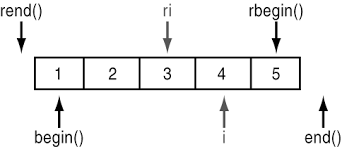 rend() ri rbegin()
1 2 3 4 5
begin() i end()